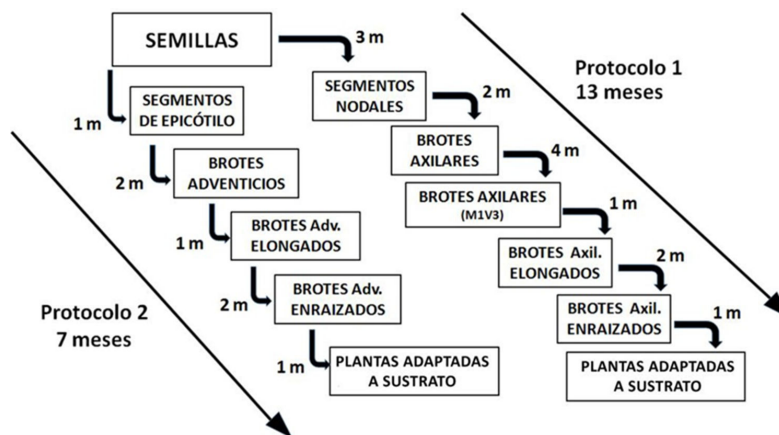 SEMILLAS
3 m
Protocolo 1
13 meses
SEGMENTOS
NODALES
2 m
1 m
SEGMENTOS
DE EPICÓTILO
BROTES
AXILARES
4 m
2 m
BROTES
ADVENTICIOS
BROTES AXILARES
(M1V3)
1 m
1 m
BROTES Adv.
ELONGADOS
BROTES Axil.
ELONGADOS
2 m
2 m
BROTES Adv.
ENRAIZADOS
BROTES Axil.
ENRAIZADOS
1 m
Protocolo 2
7 meses
1 m
PLANTAS ADAPTADAS
A SUSTRATO
PLANTAS ADAPTADAS
A SUSTRATO